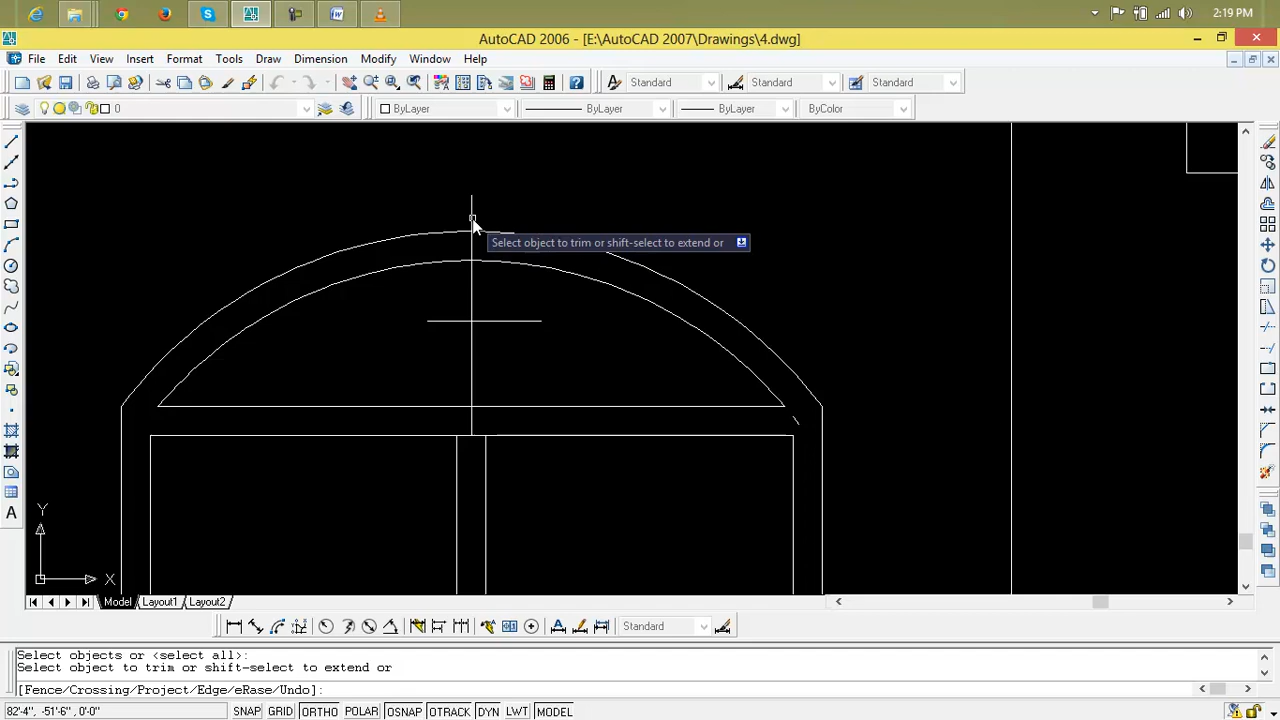 2:19 PM
AutoCAD 2006 - [E:\AutoCAD 2007\Drawings\4.dwg]
File Edit View Insert Format Tools Draw Dimension Modify Window Help
Standard Standard Standard
0 ByLayer ByLayer ByLayer ByColor
Select object to trim or shift-select to extend or
Y
X
A
Model Layout1 Layout2
Standard
Select objects or <select all>:
Select object to trim or shift-select to extend or
[Fence/Crossing/Project/Edge/eRase/Undo]:
82'-4", -51'-6", 0'-0" SNAP GRID ORTHO POLAR OSNAP OTRACK DYN LWT MODEL